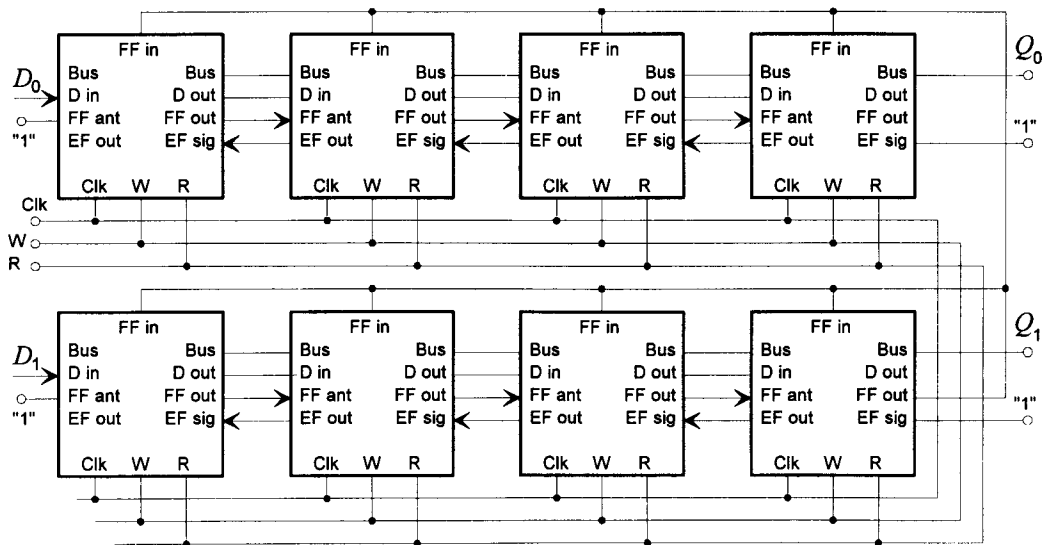 FF in FF in FF in FF in
Q0
Bus Bus Bus Bus Bus Bus Bus Bus
D0 D in D out D in D out D in D out D in D out
FF ant FF out FF ant FF out FF ant FF out FF ant FF out
"1" EF out EF sig EF out EF sig EF out EF sig EF out EF sig "1"
Clk W R Clk W R Clk W R Clk W R
Clk
W
R
FF in FF in FF in FF in
Q1
Bus Bus Bus Bus Bus Bus Bus Bus
D1 D in D out D in D out D in D out D in D out
FF ant FF out FF ant FF out FF ant FF out FF ant FF out
"1" EF out EF sig EF out EF sig EF out EF sig EF out EF sig "1"
Clk W R Clk W R Clk W R Clk W R